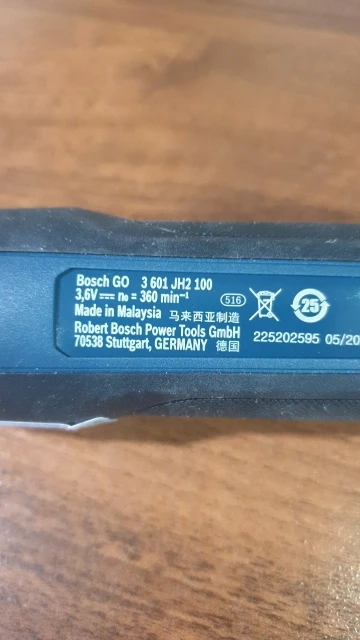 Bosch GO 3 601 JH2 100
3,6V⎓ n₀ = 360 min⁻¹
Made in Malaysia 马来西亚制造
Robert Bosch Power Tools GmbH
70538 Stuttgart, GERMANY 德国
516
25
225202595 05/20